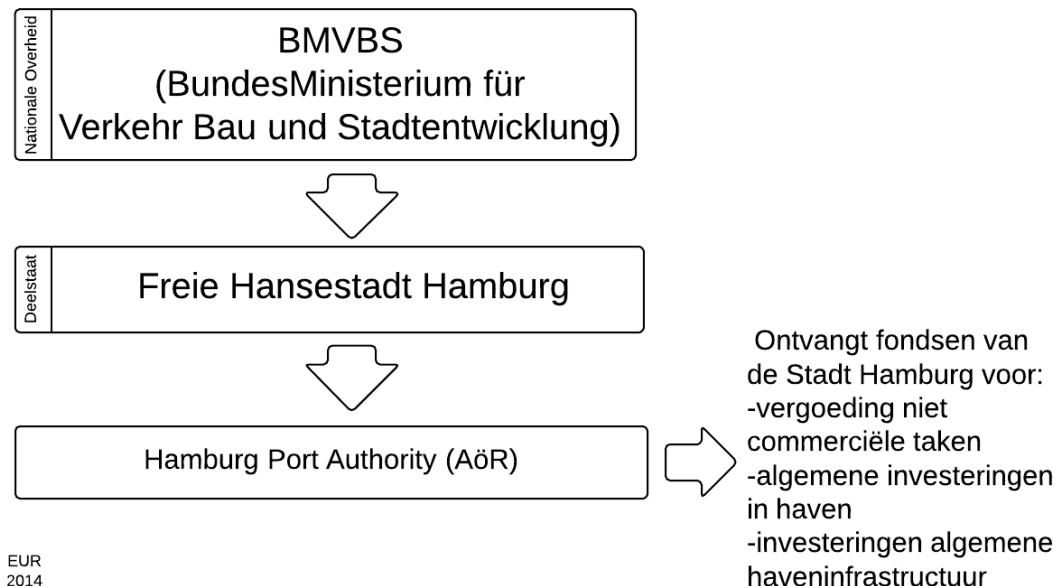 Nationale Overheid
BMVBS
(BundesMinisterium für
Verkehr Bau und Stadtentwicklung)
Deelstaat
Freie Hansestadt Hamburg
Hamburg Port Authority (AöR)
Ontvangt fondsen van
de Stadt Hamburg voor:
-vergoeding niet
commerciële taken
-algemene investeringen
in haven
-investeringen algemene
haveninfrastructuur
EUR
2014